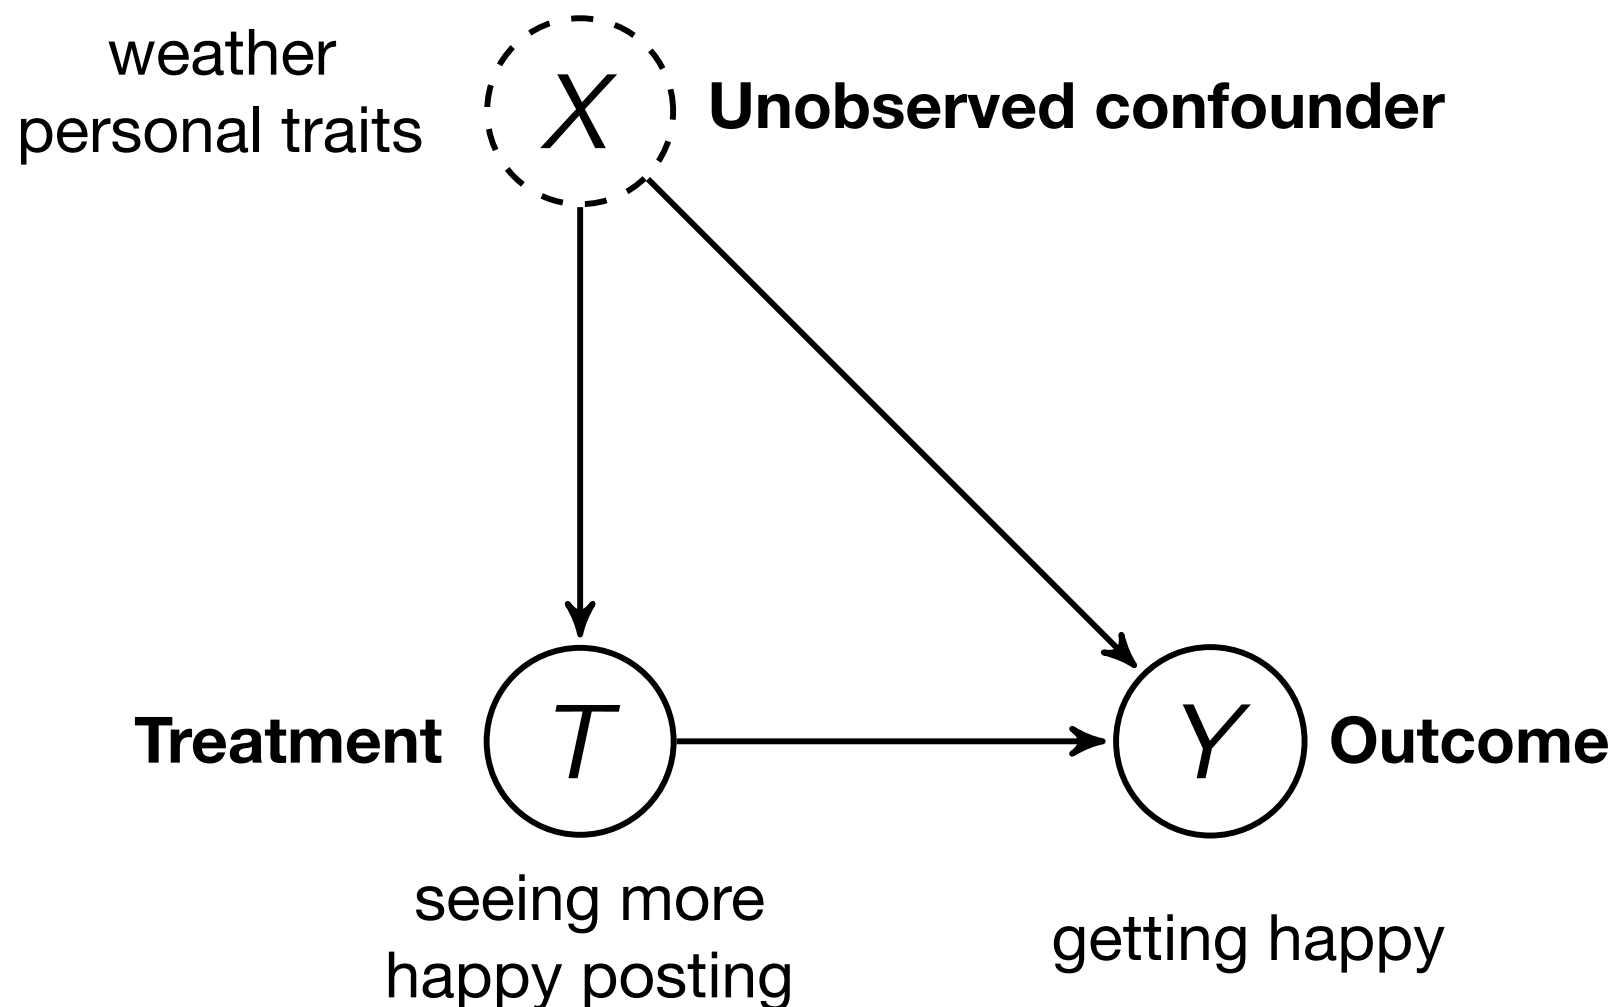 weather
personal traits
X
Unobserved confounder
Treatment
T
Y
Outcome
seeing more
happy posting
getting happy